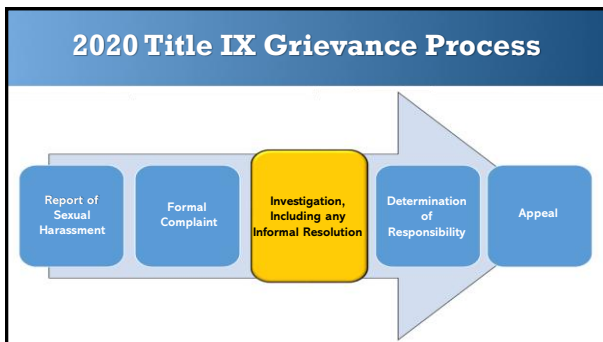 2020 Title IX Grievance Process
Report of
Sexual
Harassment
Formal
Complaint
Investigation,
Including any
Informal Resolution
Determination
of
Responsibility
Appeal